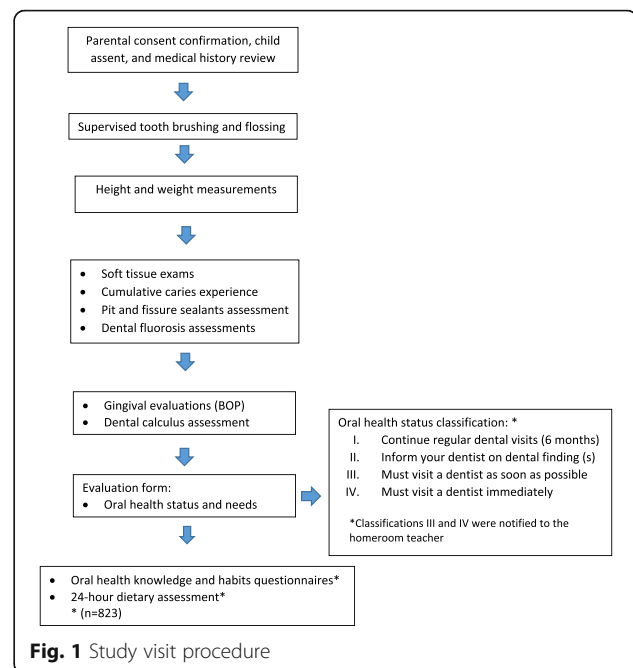 Parental consent confirmation, child
assent, and medical history review
Supervised tooth brushing and flossing
Height and weight measurements
• Soft tissue exams
• Cumulative caries experience
• Pit and fissure sealants assessment
• Dental fluorosis assessments
• Gingival evaluations (BOP)
• Dental calculus assessment
Evaluation form:
• Oral health status and needs
Oral health status classification: *
I. Continue regular dental visits (6 months)
II. Inform your dentist on dental finding (s)
III. Must visit a dentist as soon as possible
IV. Must visit a dentist immediately
*Classifications III and IV were notified to the
homeroom teacher
• Oral health knowledge and habits questionnaires*
• 24-hour dietary assessment*
* (n=823)
Fig. 1 Study visit procedure